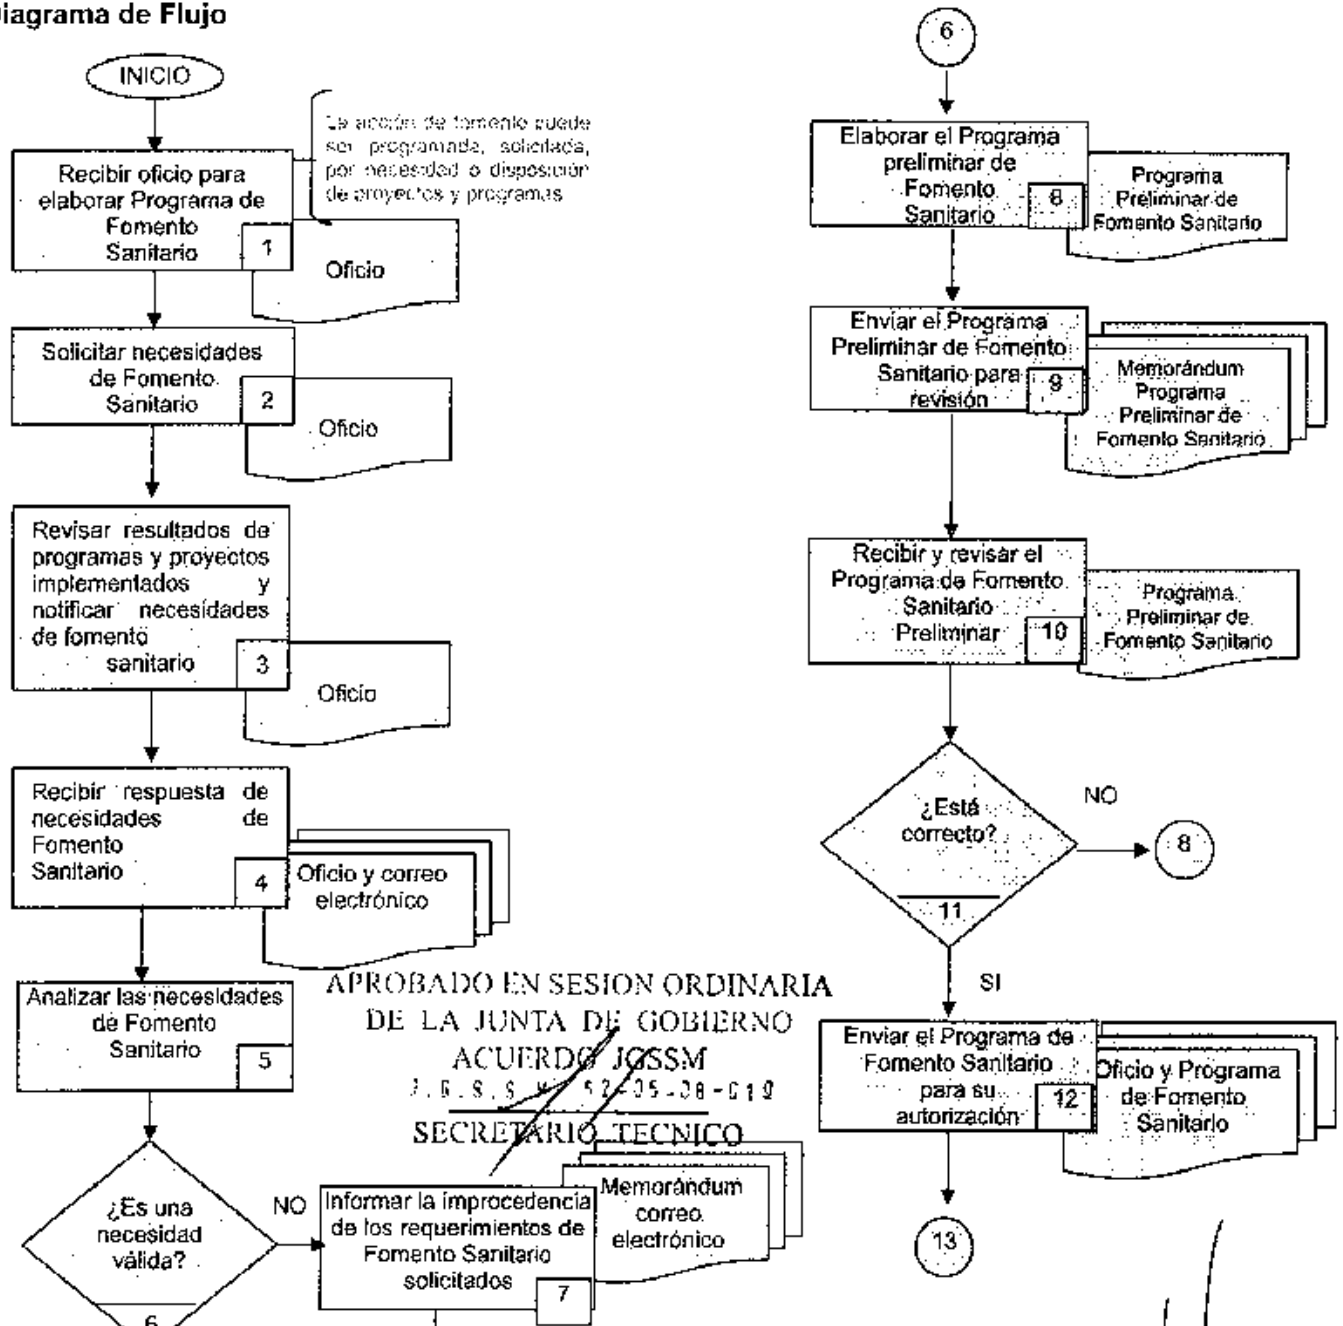 Diagrama de Flujo
INICIO
La acción de fomento puede
ser programada, solicitada,
por necesidad o disposición
de proyectos y programas
Recibir oficio para
elaborar Programa de
Fomento
Sanitario
1
Oficio
Solicitar necesidades
de Fomento
Sanitario
2
Oficio
Revisar resultados de
programas y proyectos
implementados y
notificar necesidades
de fomento
sanitario
3
Oficio
Recibir respuesta de
necesidades de
Fomento
Sanitario
4
Oficio y correo
electrónico
Analizar las necesidades
de Fomento
Sanitario
5
¿Es una
necesidad
válida?
6
NO
Informar la improcedencia
de los requerimientos de
Fomento Sanitario
solicitados
7
Memorándum
correo
electrónico
APROBADO EN SESION ORDINARIA
DE LA JUNTA DE GOBIERNO
ACUERDO JGSSM
SECRETARIO TECNICO
6
Elaborar el Programa
preliminar de
Fomento
Sanitario
8
Programa
Preliminar de
Fomento Sanitario
Enviar el Programa
Preliminar de Fomento
Sanitario para
revisión
9
Memorándum
Programa
Preliminar de
Fomento Sanitario
Recibir y revisar el
Programa de Fomento
Sanitario
Preliminar
10
Programa
Preliminar de
Fomento Sanitario
¿Está
correcto?
11
NO
8
SI
Enviar el Programa de
Fomento Sanitario
para su
autorización
12
Oficio y Programa
de Fomento
Sanitario
13